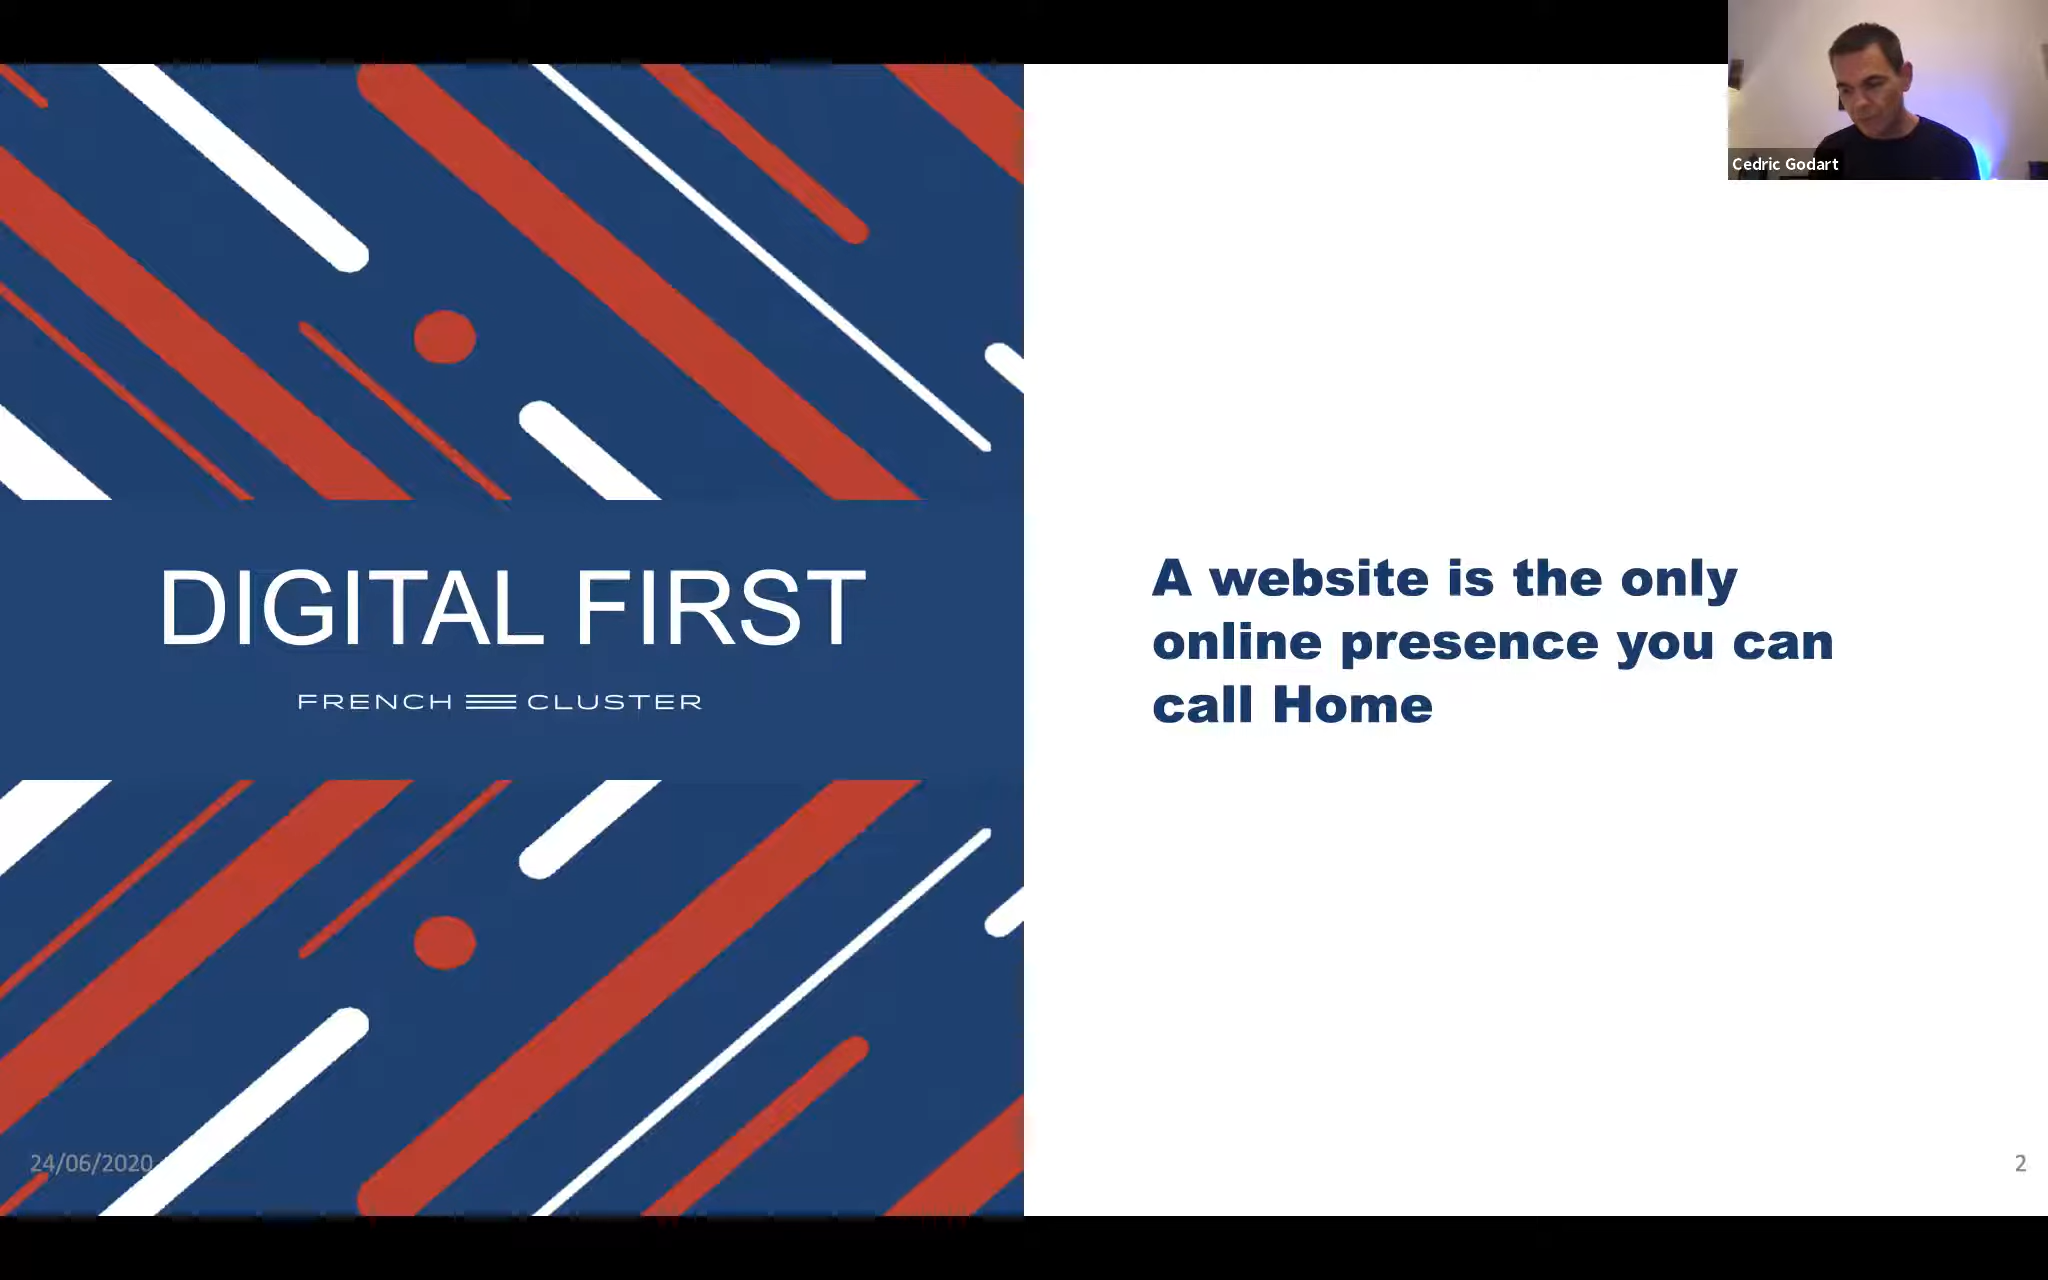 Cedric Godart
DIGITAL FIRST
FRENCH CLUSTER
A website is the only
online presence you can
call Home
24/06/2020
2